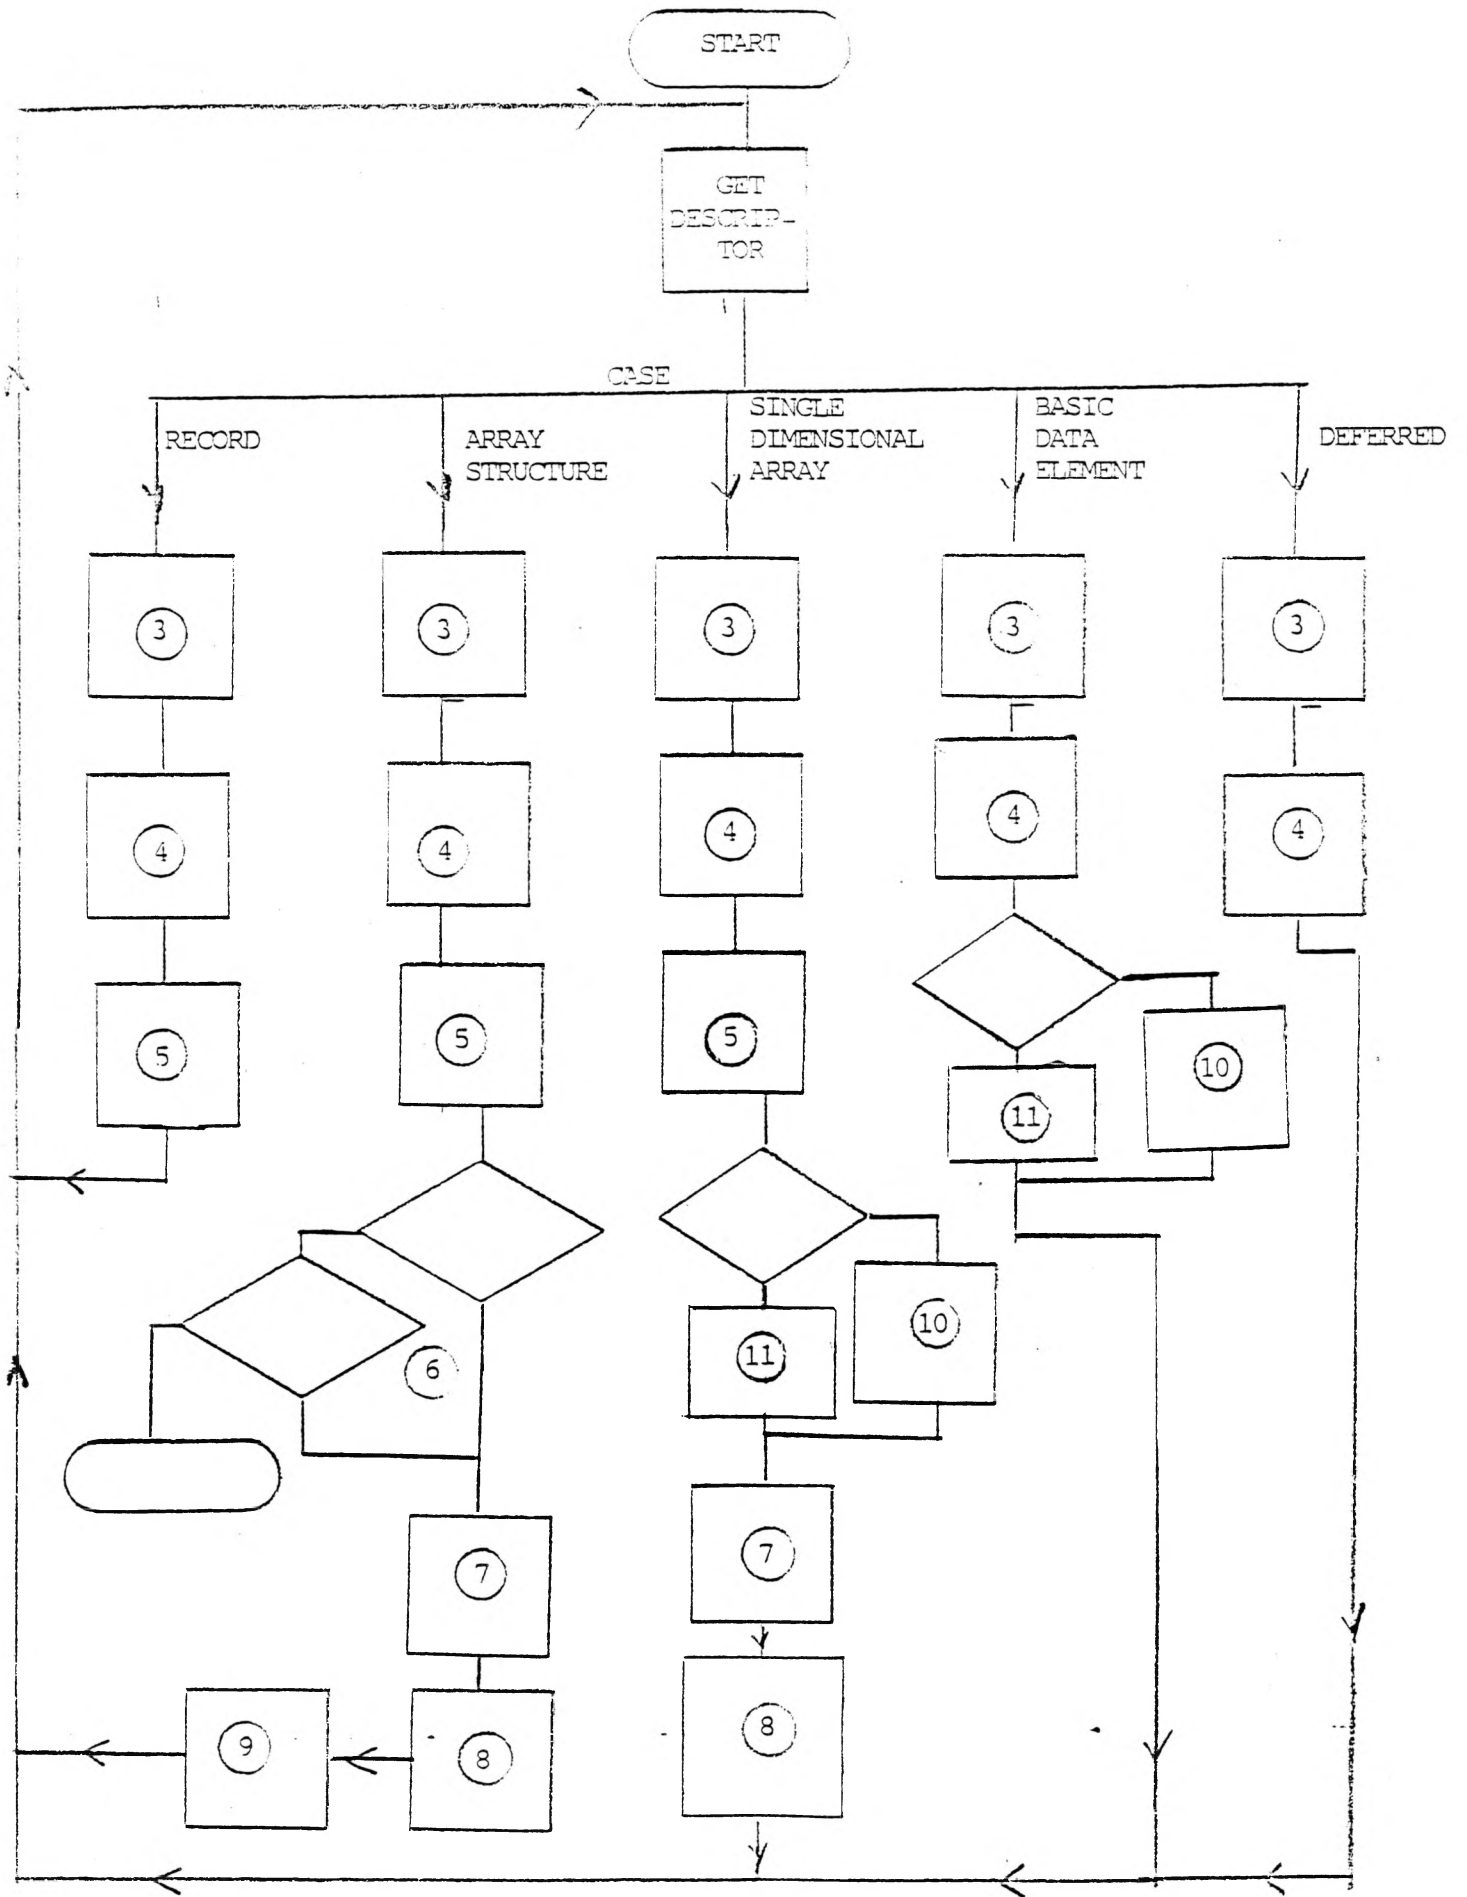 START
GET
DESCRIP-
TOR
CASE
RECORD
ARRAY
STRUCTURE
SINGLE
DIMENSIONAL
ARRAY
BASIC
DATA
ELEMENT
DEFERRED
3
3
3
3
3
4
4
4
4
4
5
5
5
11
10
6
11
10
7
7
9
8
8